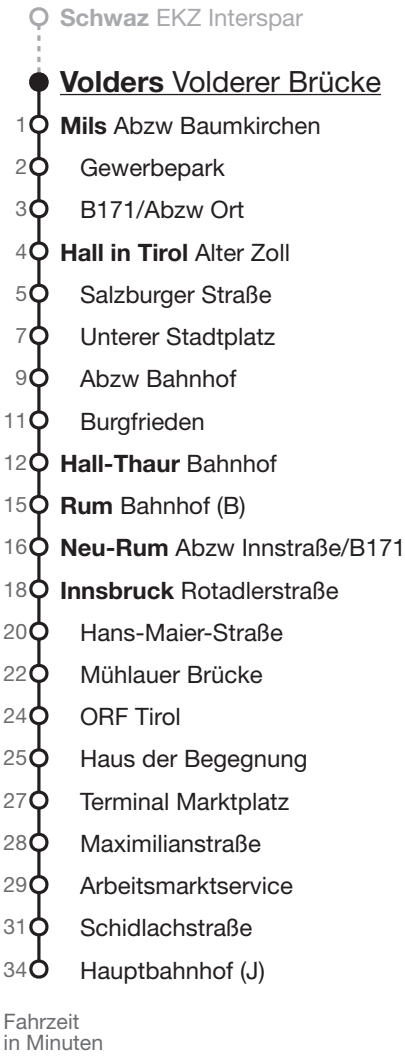 Schwaz EKZ Interspar
Volders Volderer Brücke
1 Mils Abzw Baumkirchen
2 Gewerbepark
3 B171/Abzw Ort
4 Hall in Tirol Alter Zoll
5 Salzburger Straße
7 Unterer Stadtplatz
9 Abzw Bahnhof
11 Burgfrieden
12 Hall-Thaur Bahnhof
15 Rum Bahnhof (B)
16 Neu-Rum Abzw Innstraße/B171
18 Innsbruck Rotadlerstraße
20 Hans-Maier-Straße
22 Mühlauer Brücke
24 ORF Tirol
25 Haus der Begegnung
27 Terminal Marktplatz
28 Maximilianstraße
29 Arbeitsmarktservice
31 Schidlachstraße
34 Hauptbahnhof (J)
Fahrzeit
in Minuten